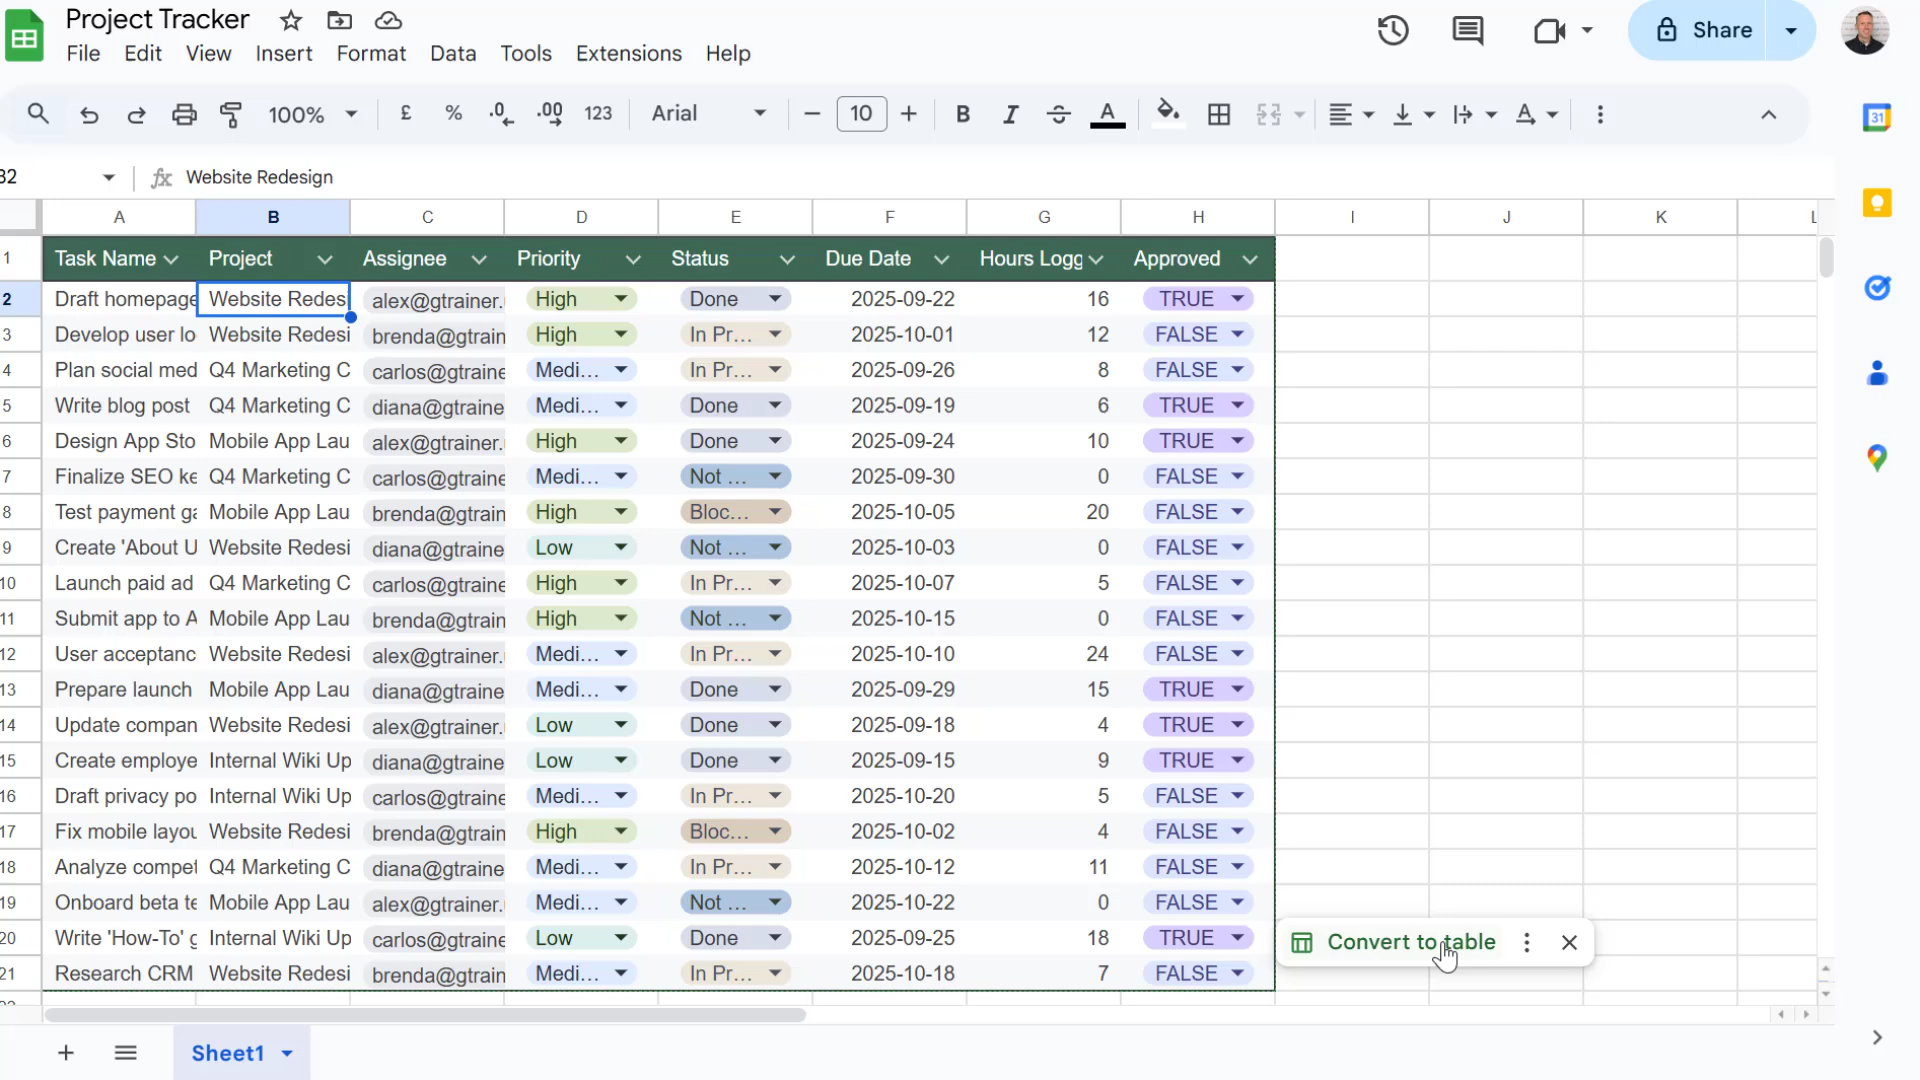 Project Tracker
File Edit View Insert Format Data Tools Extensions Help
Share
100% £ % .0 .00 123 Arial 10 B I A A
31
B2 Website Redesign
A B C D E F G H I J K L
1 Task Name Project Assignee Priority Status Due Date Hours Logg Approved
2 Draft homepage Website Redesi alex@gtrainer. High Done 2025-09-22 16 TRUE
3 Develop user lo Website Redesi brenda@gtrain High In Pr... 2025-10-01 12 FALSE
4 Plan social med Q4 Marketing C carlos@gtraine Medi... In Pr... 2025-09-26 8 FALSE
5 Write blog post Q4 Marketing C diana@gtraine Medi... Done 2025-09-19 6 TRUE
6 Design App Sto Mobile App Lau alex@gtrainer. High Done 2025-09-24 10 TRUE
7 Finalize SEO ke Q4 Marketing C carlos@gtraine Medi... Not ... 2025-09-30 0 FALSE
8 Test payment ga Mobile App Lau brenda@gtrain High Bloc... 2025-10-05 20 FALSE
9 Create 'About U Website Redesi diana@gtraine Low Not ... 2025-10-03 0 FALSE
10 Launch paid ad Q4 Marketing C carlos@gtraine High In Pr... 2025-10-07 5 FALSE
11 Submit app to A Mobile App Lau brenda@gtrain High Not ... 2025-10-15 0 FALSE
12 User acceptanc Website Redesi alex@gtrainer. Medi... In Pr... 2025-10-10 24 FALSE
13 Prepare launch Mobile App Lau diana@gtraine Medi... Done 2025-09-29 15 TRUE
14 Update compan Website Redesi alex@gtrainer. Low Done 2025-09-18 4 TRUE
15 Create employe Internal Wiki Up diana@gtraine Low Done 2025-09-15 9 TRUE
16 Draft privacy po Internal Wiki Up carlos@gtraine Medi... In Pr... 2025-10-20 5 FALSE
17 Fix mobile layou Website Redesi brenda@gtrain High Bloc... 2025-10-02 4 FALSE
18 Analyze compet Q4 Marketing C diana@gtraine Medi... In Pr... 2025-10-12 11 FALSE
19 Onboard beta te Mobile App Lau alex@gtrainer. Medi... Not ... 2025-10-22 0 FALSE
20 Write 'How-To' g Internal Wiki Up carlos@gtraine Low Done 2025-09-25 18 TRUE
Convert to table
21 Research CRM Website Redesi brenda@gtrain Medi... In Pr... 2025-10-18 7 FALSE
Sheet1